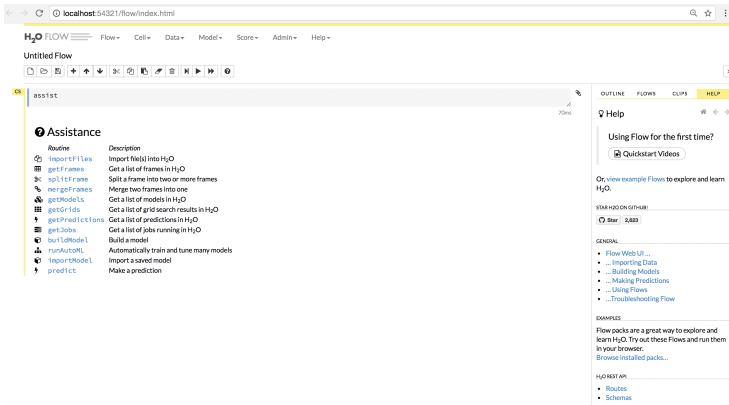 localhost:54321/flow/index.html
H2O FLOW Flow Cell Data Model Score Admin Help
Untitled Flow
CS
assist
70ms
Assistance
Routine Description
importFiles Import file(s) into H2O
getFrames Get a list of frames in H2O
splitFrame Split a frame into two or more frames
mergeFrames Merge two frames into one
getModels Get a list of models in H2O
getGrids Get a list of grid search results in H2O
getPredictions Get a list of predictions in H2O
getJobs Get a list of jobs running in H2O
buildModel Build a model
runAutoML Automatically train and tune many models
importModel Import a saved model
predict Make a prediction
OUTLINE FLOWS CLIPS HELP
Help
Using Flow for the first time?
Quickstart Videos
Or, view example Flows to explore and learn
H2O.
STAR H2O ON GITHUB!
Star 2,623
GENERAL
Flow Web UI ...
... Importing Data
... Building Models
... Making Predictions
... Using Flows
...Troubleshooting Flow
EXAMPLES
Flow packs are a great way to explore and
learn H2O. Try out these Flows and run them
in your browser.
Browse installed packs...
H2O REST API
Routes
Schemas